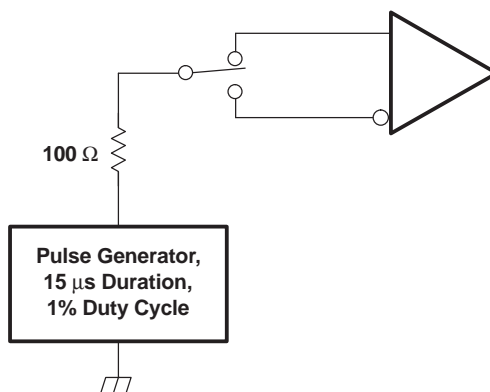 100 Ω
Pulse Generator,
15 μs Duration,
1% Duty Cycle